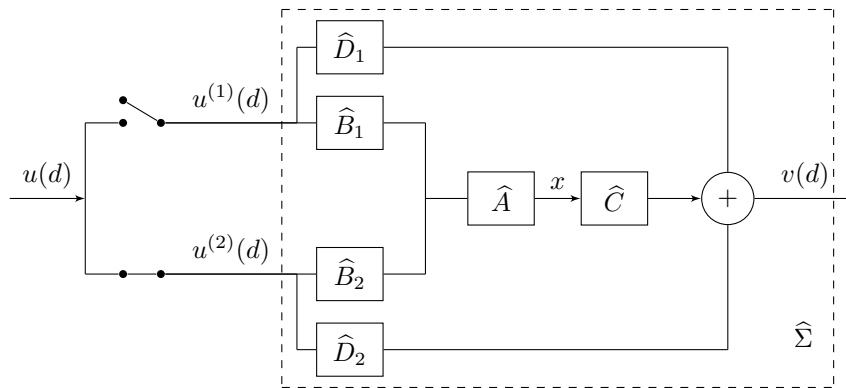 D̂₁
u⁽¹⁾(d)
B̂₁
u(d)
Â
x
Ĉ
+
v(d)
u⁽²⁾(d)
B̂₂
D̂₂
Σ̂